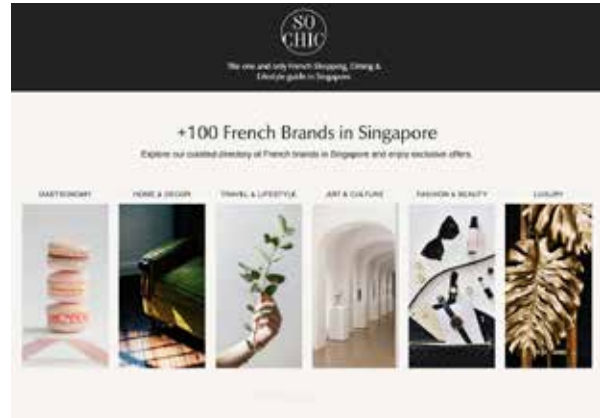 SO
CHIC
The one and only French Shopping, Dining &
Lifestyle guide in Singapore
+100 French Brands in Singapore
Explore our curated directory of French brands in Singapore and enjoy exclusive offers.
GASTRONOMY
HOME & DECOR
TRAVEL & LIFESTYLE
ART & CULTURE
FASHION & BEAUTY
LUXURY